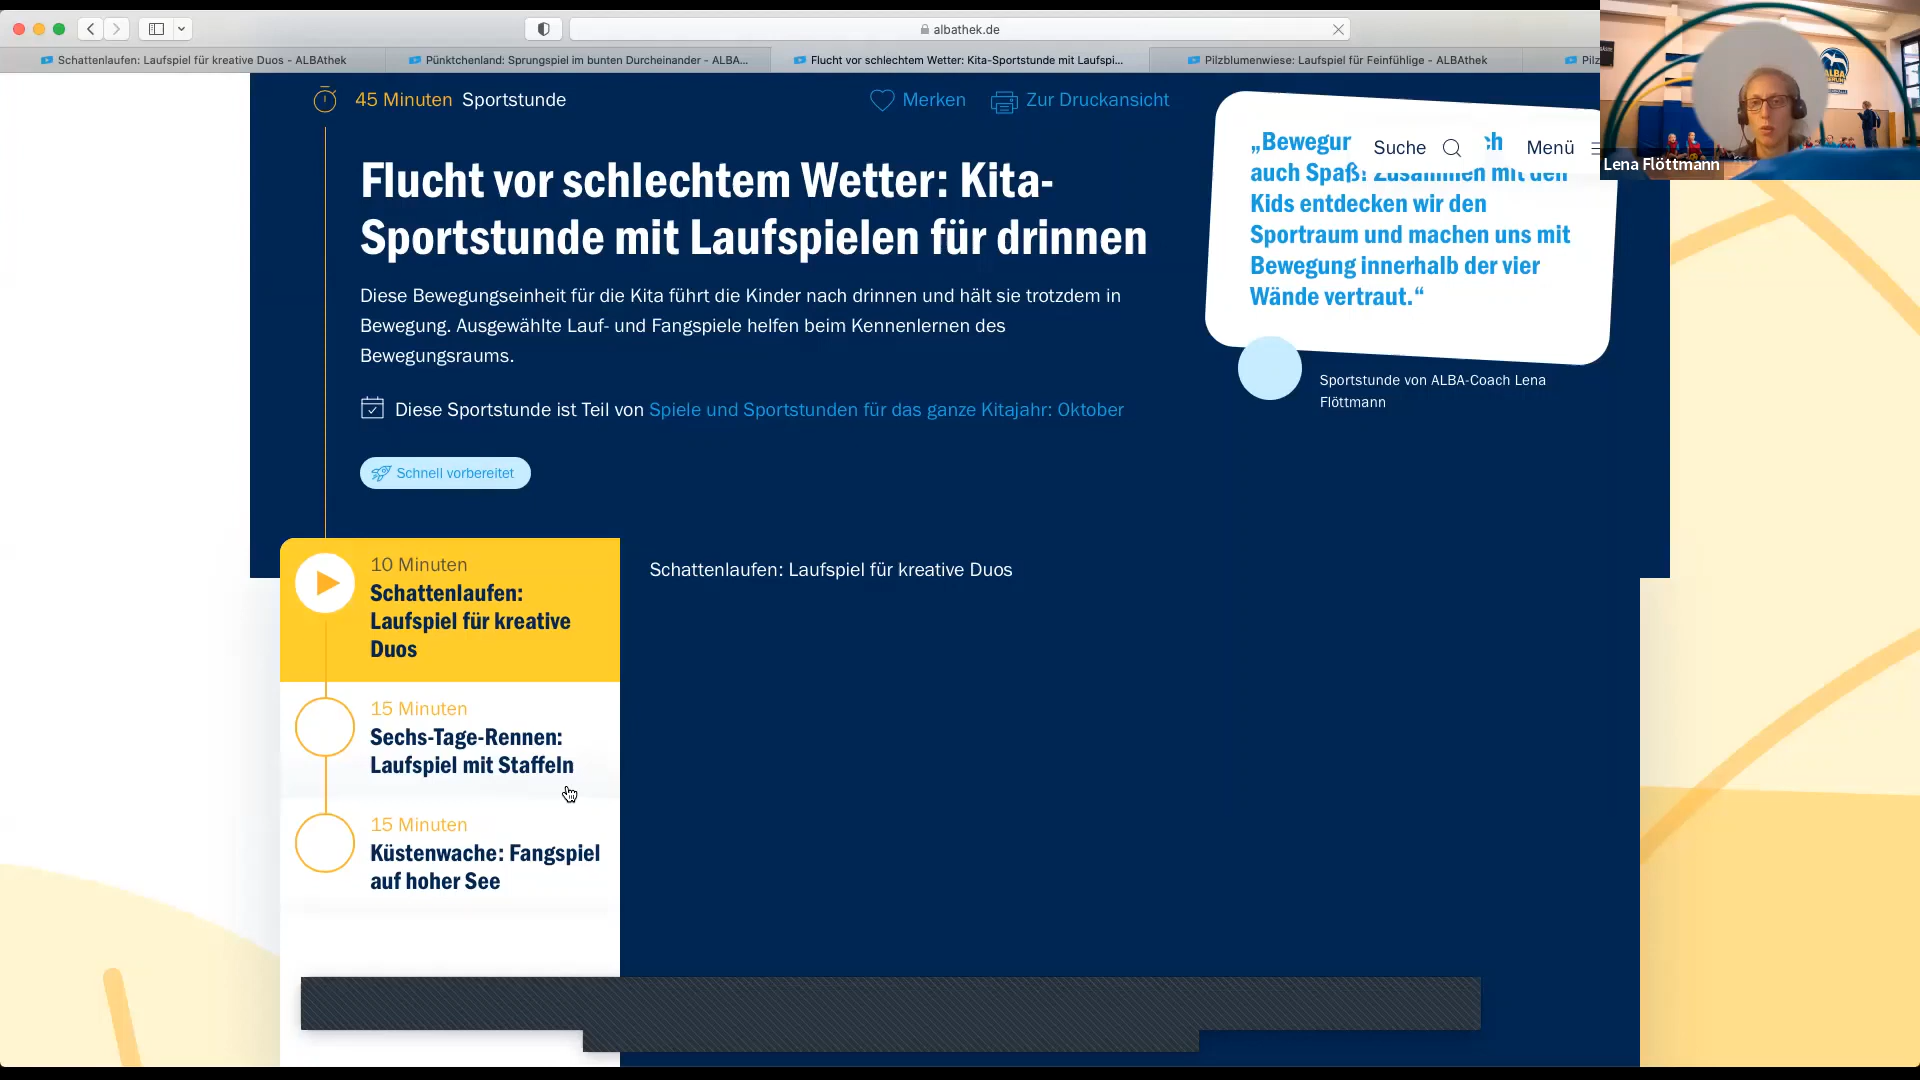 albathek.de
Schattenlaufen: Laufspiel für kreative Duos - ALBAthek
Pünktchenland: Sprungspiel im bunten Durcheinander - ALBA...
Flucht vor schlechtem Wetter: Kita-Sportstunde mit Laufspi...
Pilzblumenwiese: Laufspiel für Feinfühlige - ALBAthek
45 Minuten Sportstunde
Merken
Zur Druckansicht
Suche
Menü
Lena Flöttmann
Flucht vor schlechtem Wetter: Kita-
Sportstunde mit Laufspielen für drinnen
Diese Bewegungseinheit für die Kita führt die Kinder nach drinnen und hält sie trotzdem in
Bewegung. Ausgewählte Lauf- und Fangspiele helfen beim Kennenlernen des
Bewegungsraums.
Diese Sportstunde ist Teil von Spiele und Sportstunden für das ganze Kitajahr: Oktober
Schnell vorbereitet
auch Spaß! Zusammen mit den
Kids entdecken wir den
Sportraum und machen uns mit
Bewegung innerhalb der vier
Wände vertraut.“
Sportstunde von ALBA-Coach Lena
Flöttmann
10 Minuten
Schattenlaufen:
Laufspiel für kreative
Duos
15 Minuten
Sechs-Tage-Rennen:
Laufspiel mit Staffeln
15 Minuten
Küstenwache: Fangspiel
auf hoher See
Schattenlaufen: Laufspiel für kreative Duos